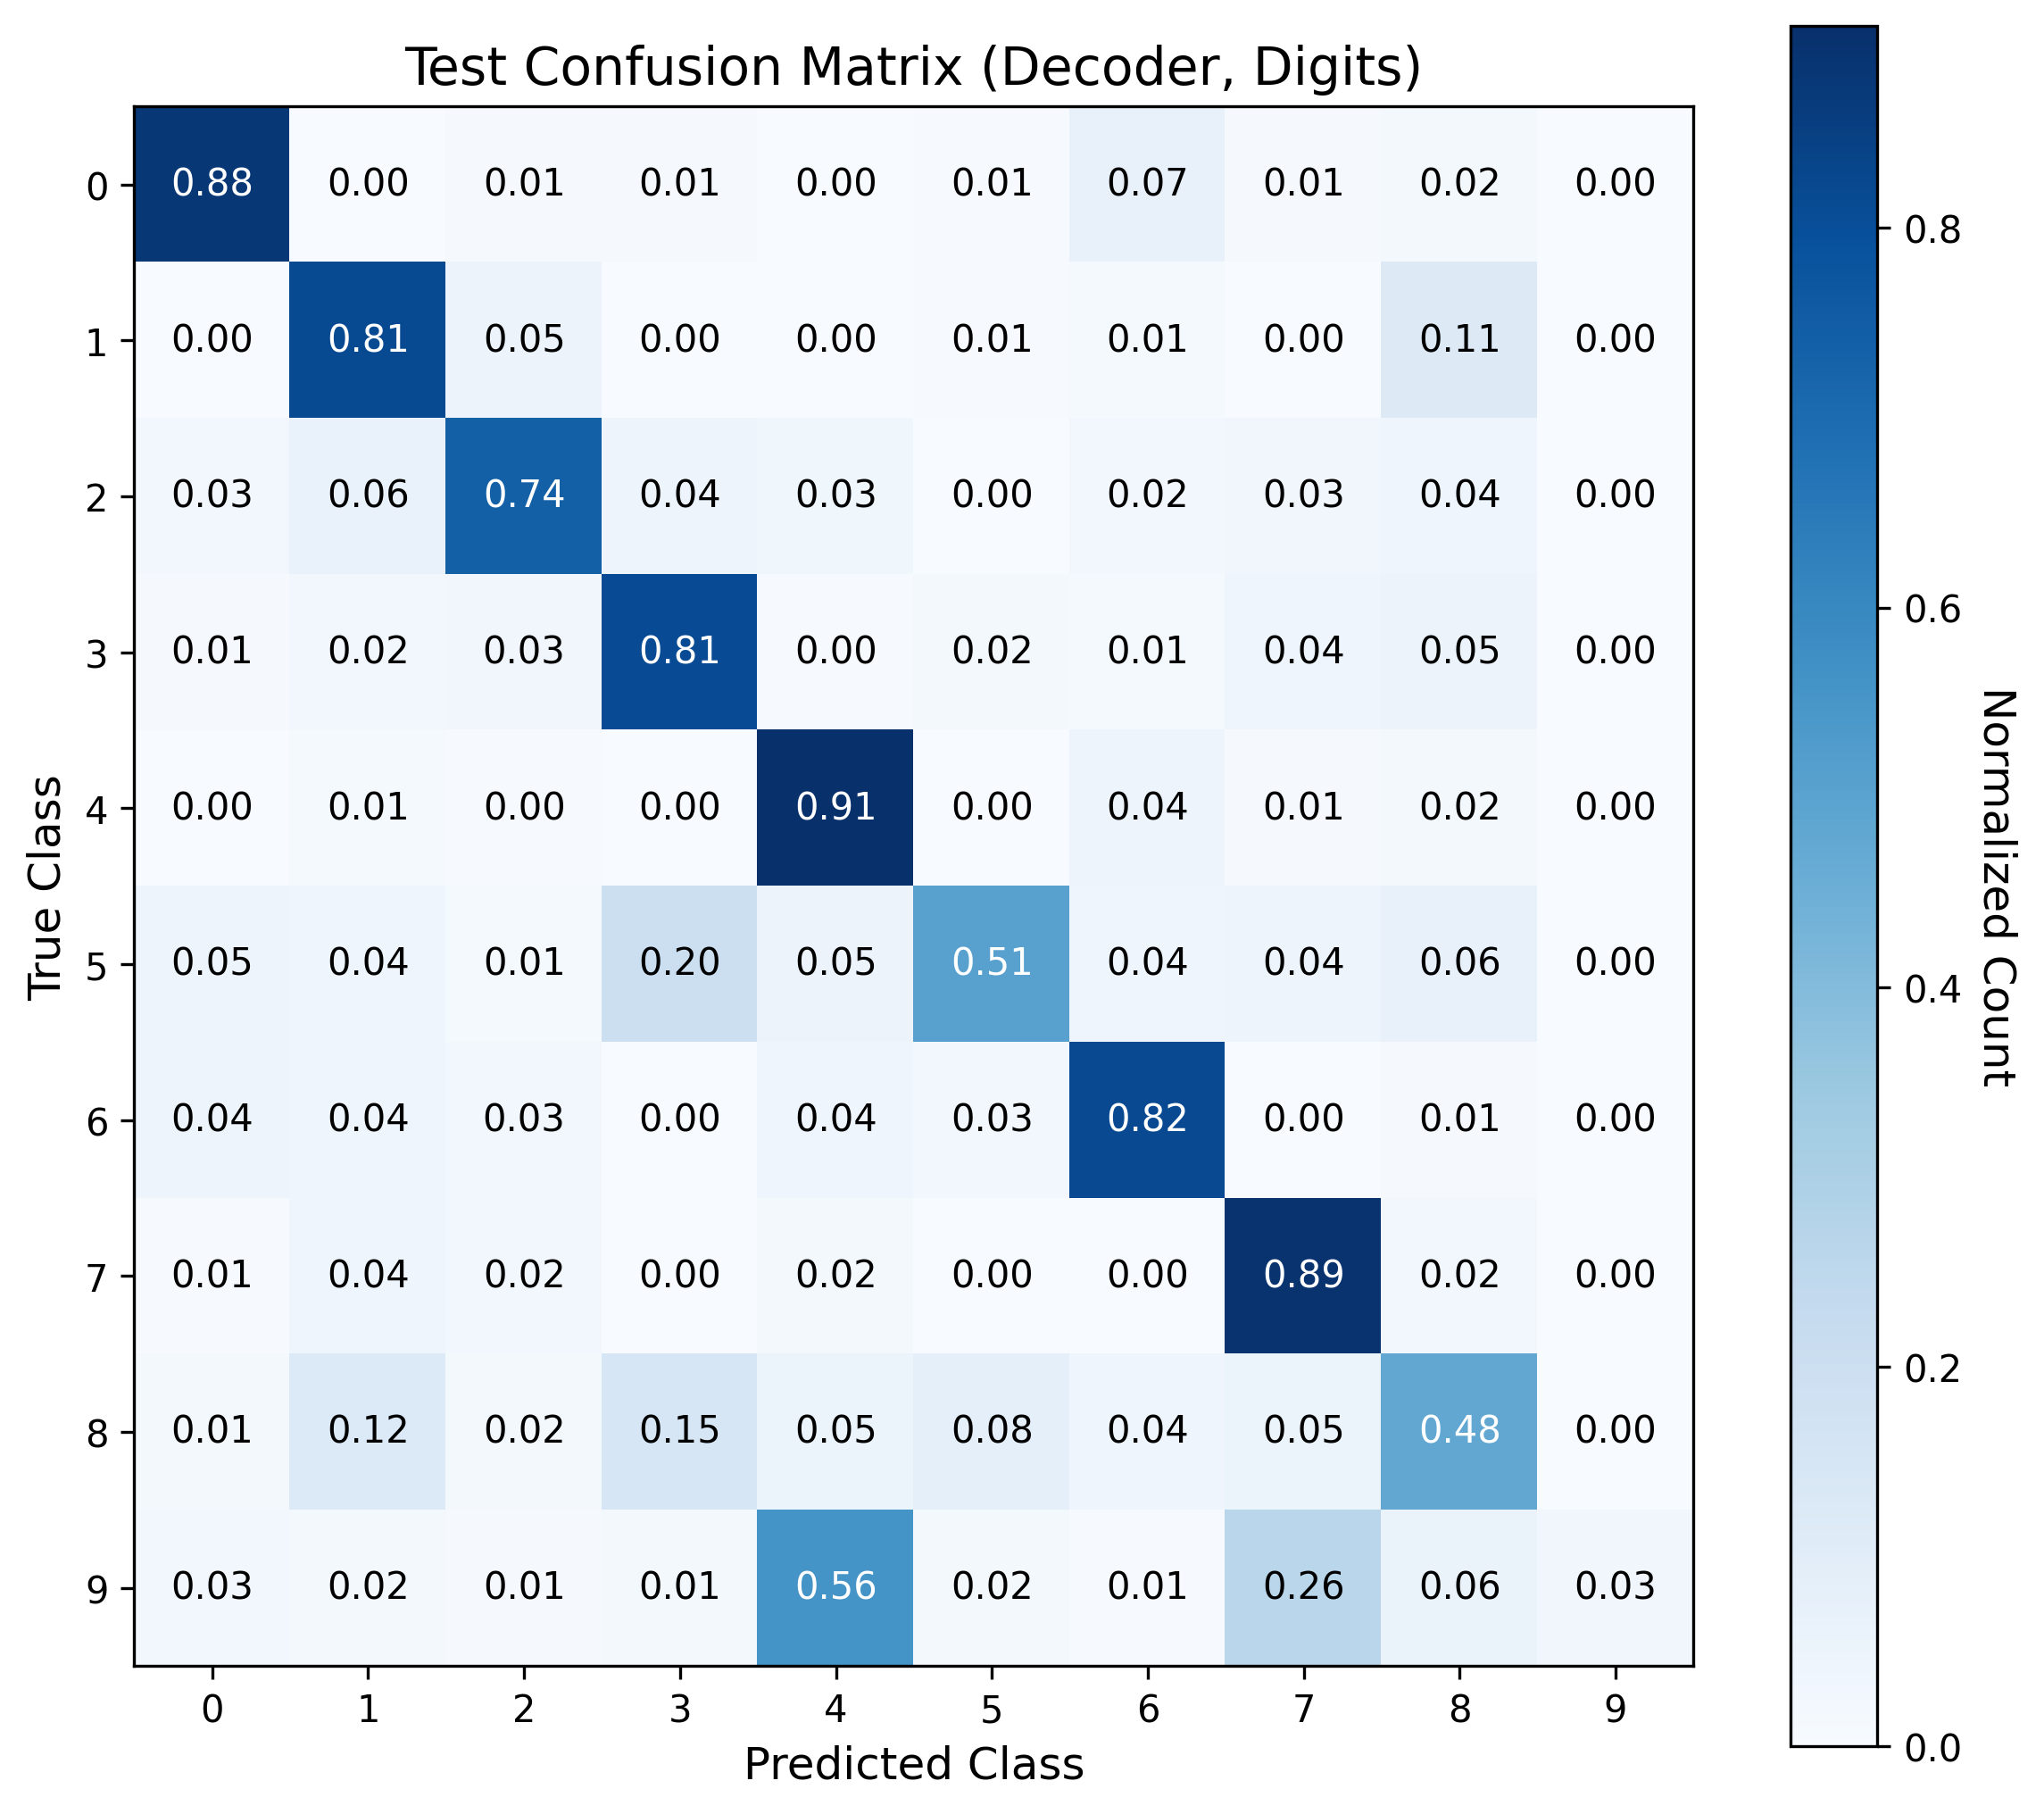 Test Confusion Matrix (Decoder, Digits)
0 0.88 0.00 0.01 0.01 0.00 0.01 0.07 0.01 0.02 0.00
1 0.00 0.81 0.05 0.00 0.00 0.01 0.01 0.00 0.11 0.00
2 0.03 0.06 0.74 0.04 0.03 0.00 0.02 0.03 0.04 0.00
3 0.01 0.02 0.03 0.81 0.00 0.02 0.01 0.04 0.05 0.00
4 0.00 0.01 0.00 0.00 0.91 0.00 0.04 0.01 0.02 0.00
5 0.05 0.04 0.01 0.20 0.05 0.51 0.04 0.04 0.06 0.00
6 0.04 0.04 0.03 0.00 0.04 0.03 0.82 0.00 0.01 0.00
7 0.01 0.04 0.02 0.00 0.02 0.00 0.00 0.89 0.02 0.00
8 0.01 0.12 0.02 0.15 0.05 0.08 0.04 0.05 0.48 0.00
9 0.03 0.02 0.01 0.01 0.56 0.02 0.01 0.26 0.06 0.03
0 1 2 3 4 5 6 7 8 9
Predicted Class
True Class
0.8
0.6
0.4
0.2
0.0
Normalized Count